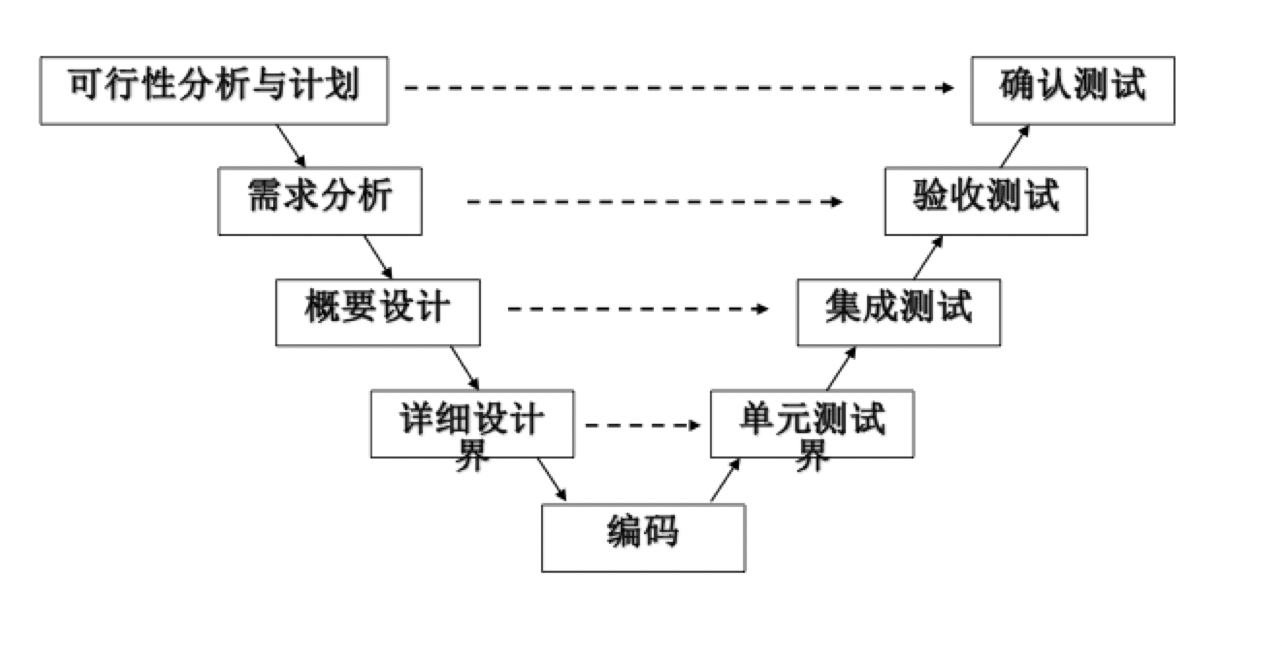 可行性分析与计划
确认测试
需求分析
验收测试
概要设计
集成测试
详细设计
界
单元测试
界
编码